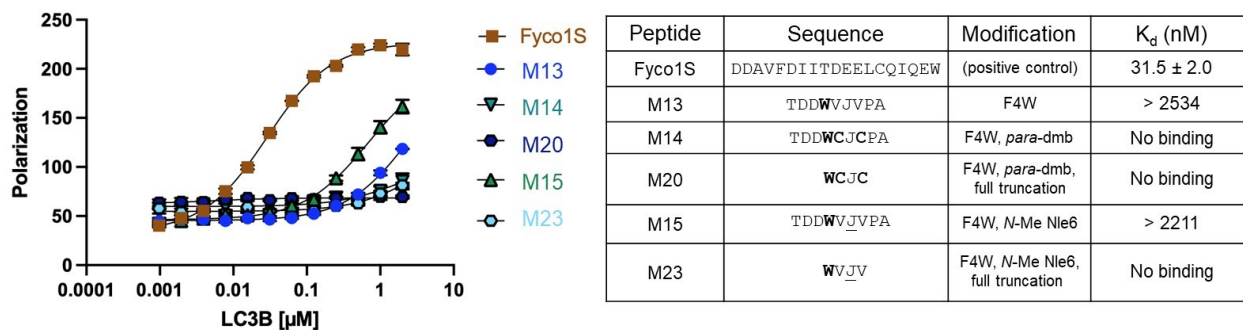 250
200
150
100
50
0
Polarization
0.0001 0.001 0.01 0.1 1 10
LC3B [µM]
Fyco1S
M13
M14
M20
M15
M23
Peptide Sequence Modification Kd (nM)
Fyco1S DDAVFDIITDEELCQIQEW (positive control) 31.5 ± 2.0
M13 TDDWVJVPA F4W > 2534
M14 TDDWCJCPA F4W, para-dmb No binding
M20 WCJC F4W, para-dmb,
full truncation No binding
M15 TDDWVJVPA F4W, N-Me Nle6 > 2211
M23 WVJV F4W, N-Me Nle6,
full truncation No binding